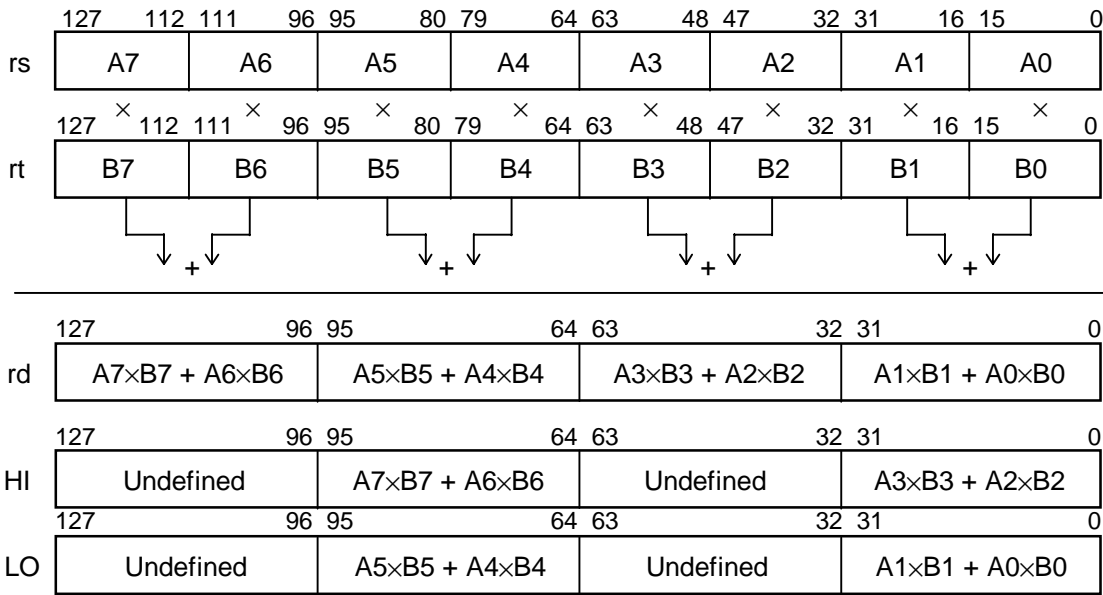 127 112 111 96 95 80 79 64 63 48 47 32 31 16 15 0
rs A7 A6 A5 A4 A3 A2 A1 A0
× × × × × × × ×
127 112 111 96 95 80 79 64 63 48 47 32 31 16 15 0
rt B7 B6 B5 B4 B3 B2 B1 B0
+ + + +
127 96 95 64 63 32 31 0
rd A7×B7 + A6×B6 A5×B5 + A4×B4 A3×B3 + A2×B2 A1×B1 + A0×B0
127 96 95 64 63 32 31 0
HI Undefined A7×B7 + A6×B6 Undefined A3×B3 + A2×B2
127 96 95 64 63 32 31 0
LO Undefined A5×B5 + A4×B4 Undefined A1×B1 + A0×B0